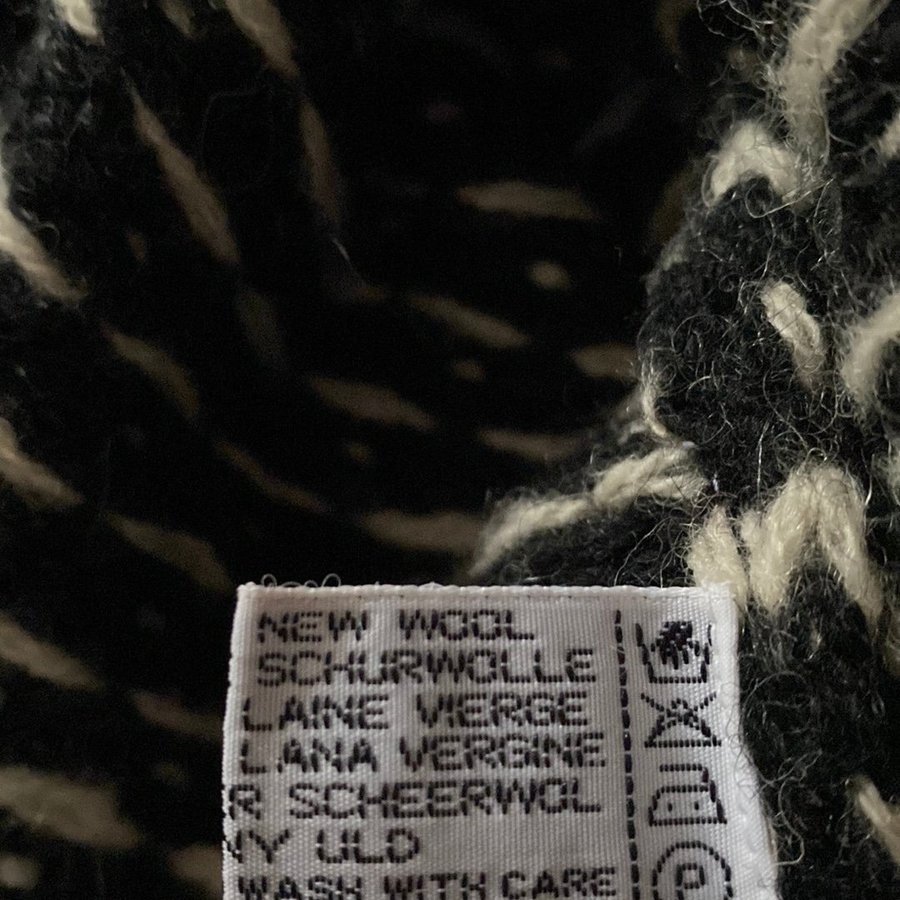 NEW WOOL
SCHURWOLLE
LAINE VIERGE
LANA VERGINE
R SCHEERWOL
NY ULD
WASH WITH CARE
P